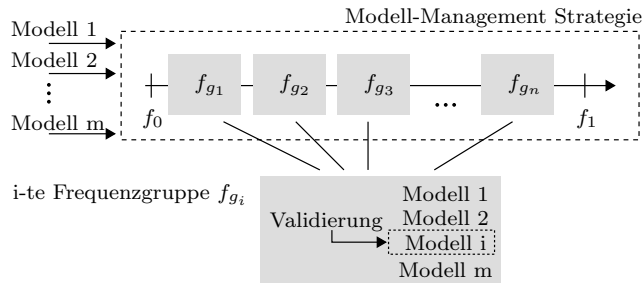 Modell-Management Strategie
Modell 1
Modell 2
⋮
Modell m
f_{g_1} f_{g_2} f_{g_3} ... f_{g_n}
f_0 f_1
i-te Frequenzgruppe f_{g_i}
Modell 1
Modell 2
Validierung
Modell i
Modell m